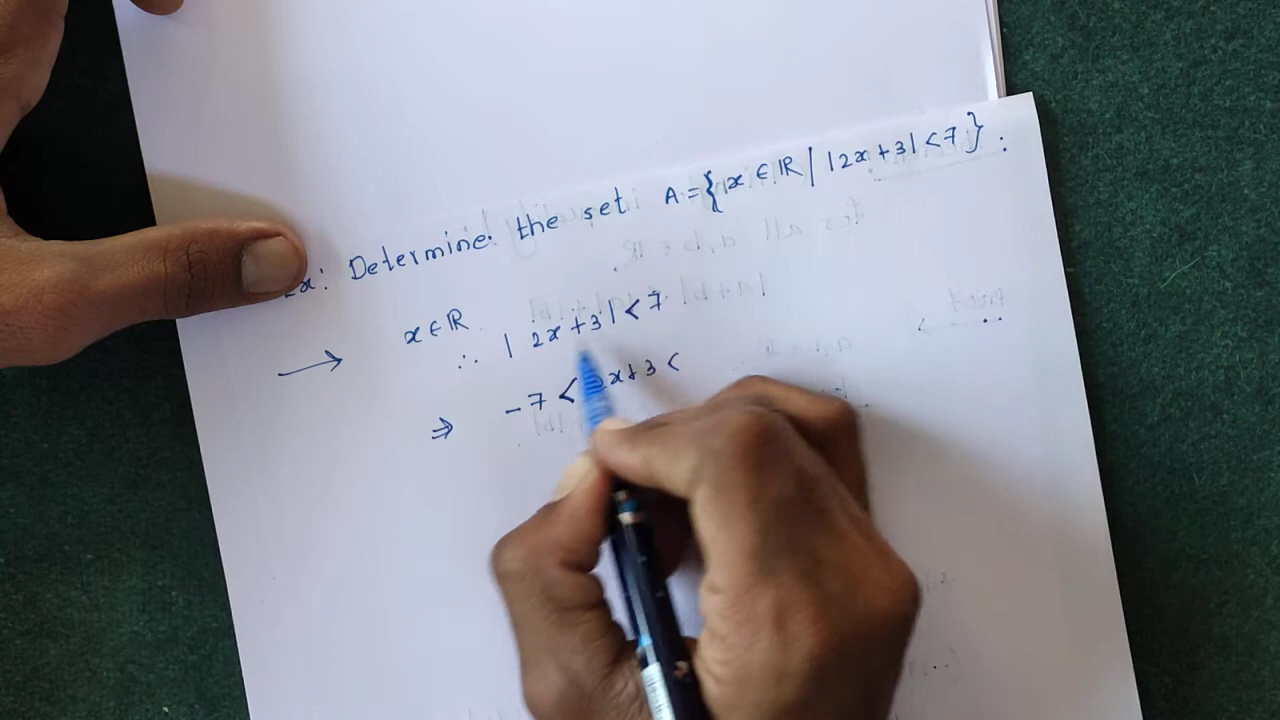 Ex: Determine the set A = { x ∈ ℝ | |2x + 3| < 7 } :
→ x ∈ ℝ
∴ | 2x + 3 | < 7
⇒ - 7 < 2x + 3 <